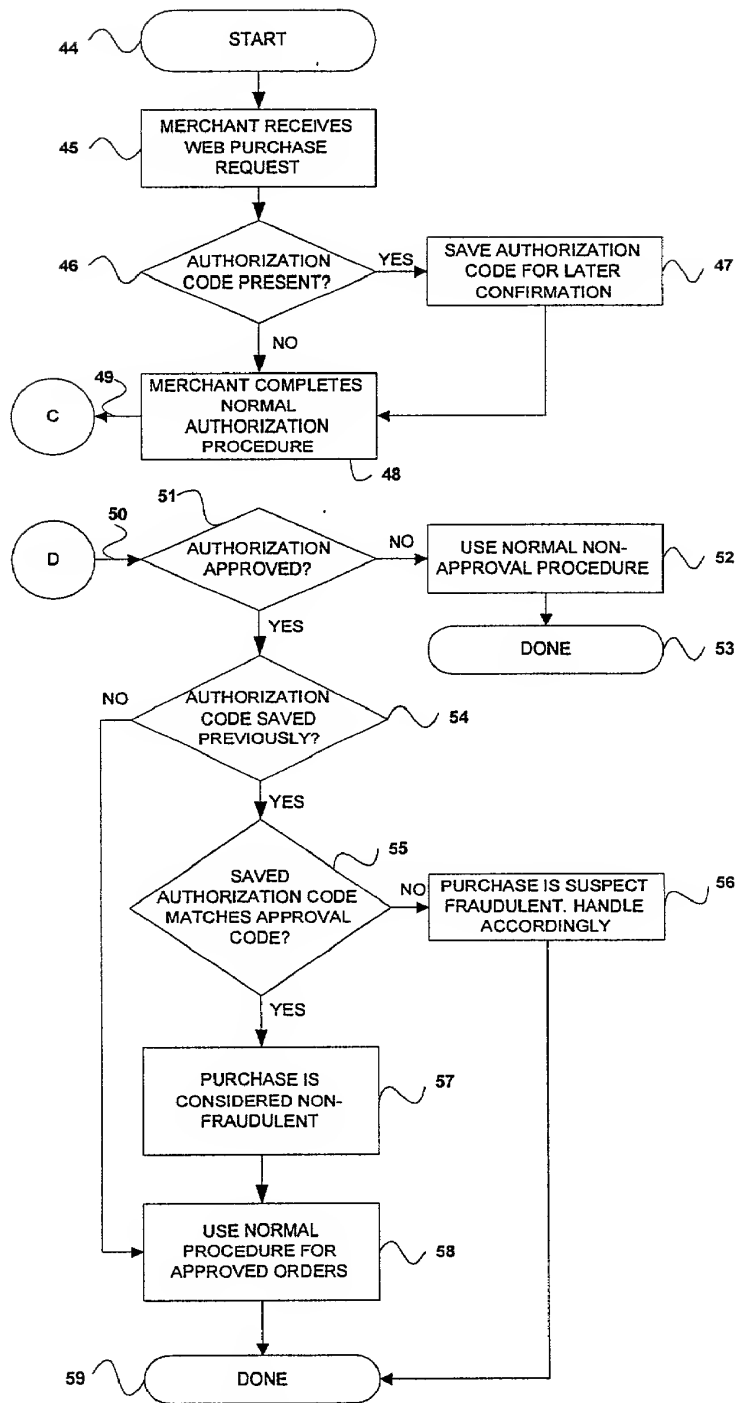 44
START
45
MERCHANT RECEIVES
WEB PURCHASE
REQUEST
46
AUTHORIZATION
CODE PRESENT?
YES
SAVE AUTHORIZATION
CODE FOR LATER
CONFIRMATION
47
NO
C
49
MERCHANT COMPLETES
NORMAL
AUTHORIZATION
PROCEDURE
48
D
50
51
AUTHORIZATION
APPROVED?
NO
USE NORMAL NON-
APPROVAL PROCEDURE
52
YES
DONE
53
NO
AUTHORIZATION
CODE SAVED
PREVIOUSLY?
54
YES
55
SAVED
AUTHORIZATION CODE
MATCHES APPROVAL
CODE?
NO
PURCHASE IS SUSPECT
FRAUDULENT. HANDLE
ACCORDINGLY
56
YES
PURCHASE IS
CONSIDERED NON-
FRAUDULENT
57
USE NORMAL
PROCEDURE FOR
APPROVED ORDERS
58
59
DONE